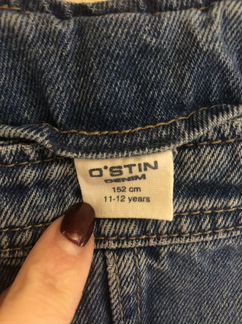 O'STIN
DENIM
152 cm
11-12 years